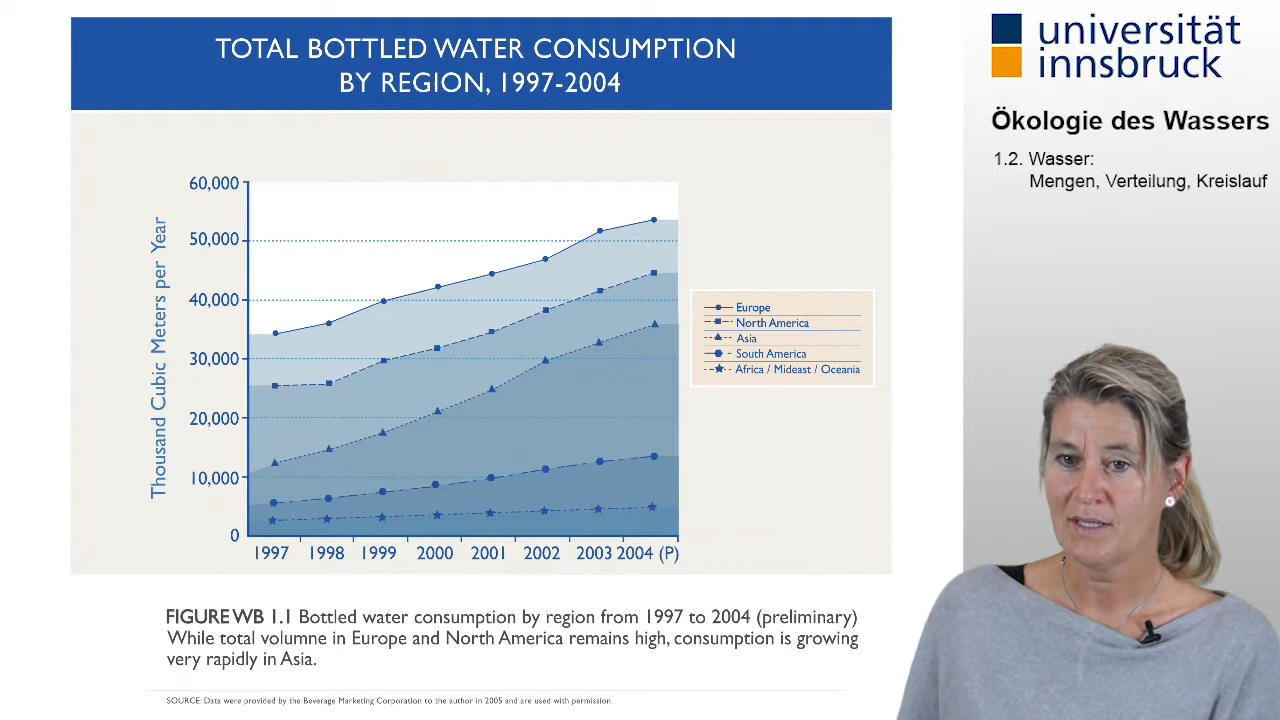 TOTAL BOTTLED WATER CONSUMPTION
BY REGION, 1997-2004
Thousand Cubic Meters per Year
60,000
50,000
40,000
30,000
20,000
10,000
0
1997 1998 1999 2000 2001 2002 2003 2004 (P)
Europe
North America
Asia
South America
Africa / Mideast / Oceania
FIGURE WB 1.1 Bottled water consumption by region from 1997 to 2004 (preliminary)
While total volumne in Europe and North America remains high, consumption is growing
very rapidly in Asia.
SOURCE: Data were provided by the Beverage Marketing Corporation to the author in 2005 and are used with permission.
universität
innsbruck
Ökologie des Wassers
1.2. Wasser:
Mengen, Verteilung, Kreislauf